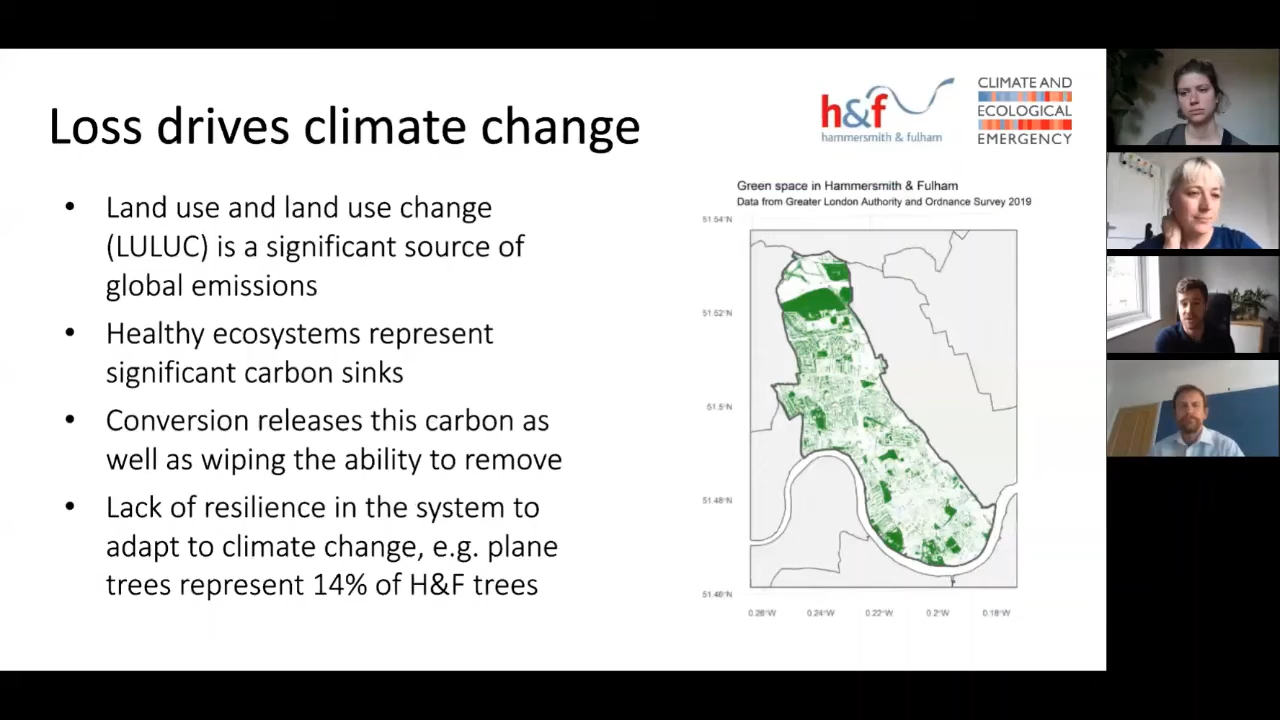 Loss drives climate change
h&f
hammersmith & fulham
CLIMATE AND
ECOLOGICAL
EMERGENCY
• Land use and land use change
(LULUC) is a significant source of
global emissions
• Healthy ecosystems represent
significant carbon sinks
• Conversion releases this carbon as
well as wiping the ability to remove
• Lack of resilience in the system to
adapt to climate change, e.g. plane
trees represent 14% of H&F trees
Green space in Hammersmith & Fulham
Data from Greater London Authority and Ordnance Survey 2019
51.54°N
51.52°N
51.5°N
51.48°N
51.46°N
0.26°W 0.24°W 0.22°W 0.2°W 0.18°W